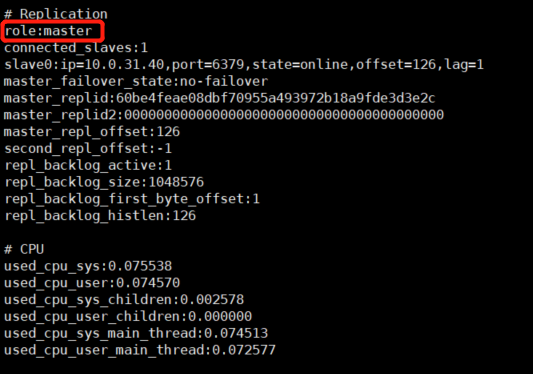 # Replication
role:master
connected_slaves:1
slave0:ip=10.0.31.40,port=6379,state=online,offset=126,lag=1
master_failover_state:no-failover
master_replid:60be4feae08dbf70955a493972b18a9fde3d3e2c
master_replid2:0000000000000000000000000000000000000000
master_repl_offset:126
second_repl_offset:-1
repl_backlog_active:1
repl_backlog_size:1048576
repl_backlog_first_byte_offset:1
repl_backlog_histlen:126
# CPU
used_cpu_sys:0.075538
used_cpu_user:0.074570
used_cpu_sys_children:0.002578
used_cpu_user_children:0.000000
used_cpu_sys_main_thread:0.074513
used_cpu_user_main_thread:0.072577